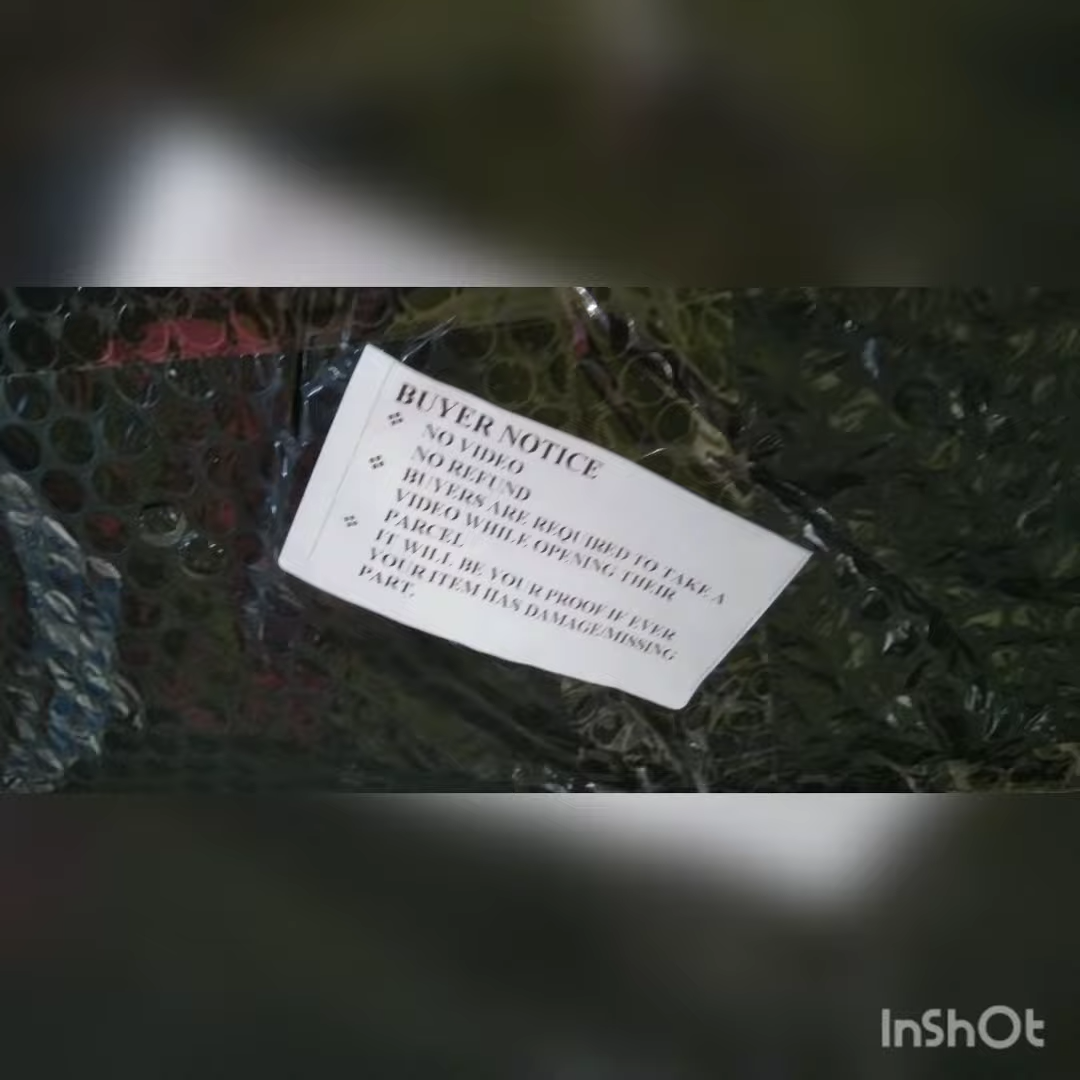 BUYER NOTICE
❖ NO VIDEO
NO REFUND
❖ BUYERS ARE REQUIRED TO TAKE A
VIDEO WHILE OPENING THEIR
PARCEL
❖ IT WILL BE YOUR PROOF IF EVER
YOUR ITEM HAS DAMAGE/MISSING
PART.
InShOt